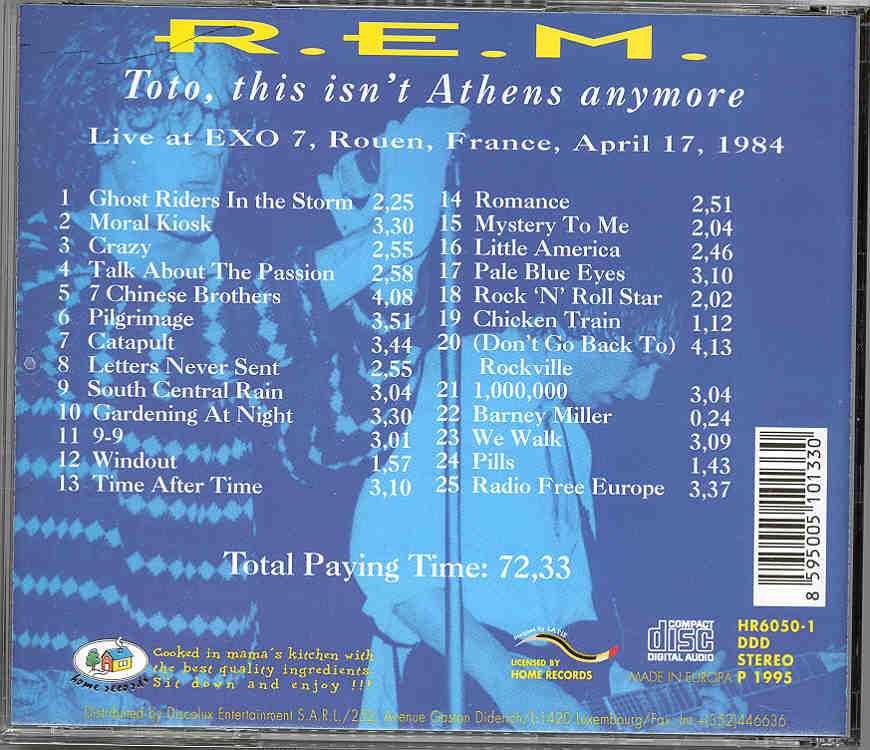 R.E.M.
Toto, this isn't Athens anymore
Live at EXO 7, Rouen, France, April 17, 1984
1 Ghost Riders In the Storm 2,25
2 Moral Kiosk 3,30
3 Crazy 2,55
4 Talk About The Passion 2,58
5 7 Chinese Brothers 4,08
6 Pilgrimage 3,51
7 Catapult 3,44
8 Letters Never Sent 2,55
9 South Central Rain 3,04
10 Gardening At Night 3,30
11 9-9 3,01
12 Windout 1,57
13 Time After Time 3,10
14 Romance 2,51
15 Mystery To Me 2,04
16 Little America 2,46
17 Pale Blue Eyes 3,10
18 Rock 'N' Roll Star 2,02
19 Chicken Train 1,12
20 (Don't Go Back To) 4,13
Rockville
21 1,000,000 3,04
22 Barney Miller 0,24
23 We Walk 3,09
24 Pills 1,43
25 Radio Free Europe 3,37
Total Paying Time: 72,33
8 595005 101330
home records
Cooked in mama's kitchen with
the best quality ingredients.
Sit down and enjoy !!!
Designed by LATIF
LICENSED BY
HOME RECORDS
COMPACT
disc
DIGITAL AUDIO
MADE IN EUROPA
HR6050-1
DDD
STEREO
P 1995
Distributed by Discolux Entertainment S.A.R.L./252, Avenue Gaston Diderich/L-1420 Luxembourg/Fax Int +(352)446636